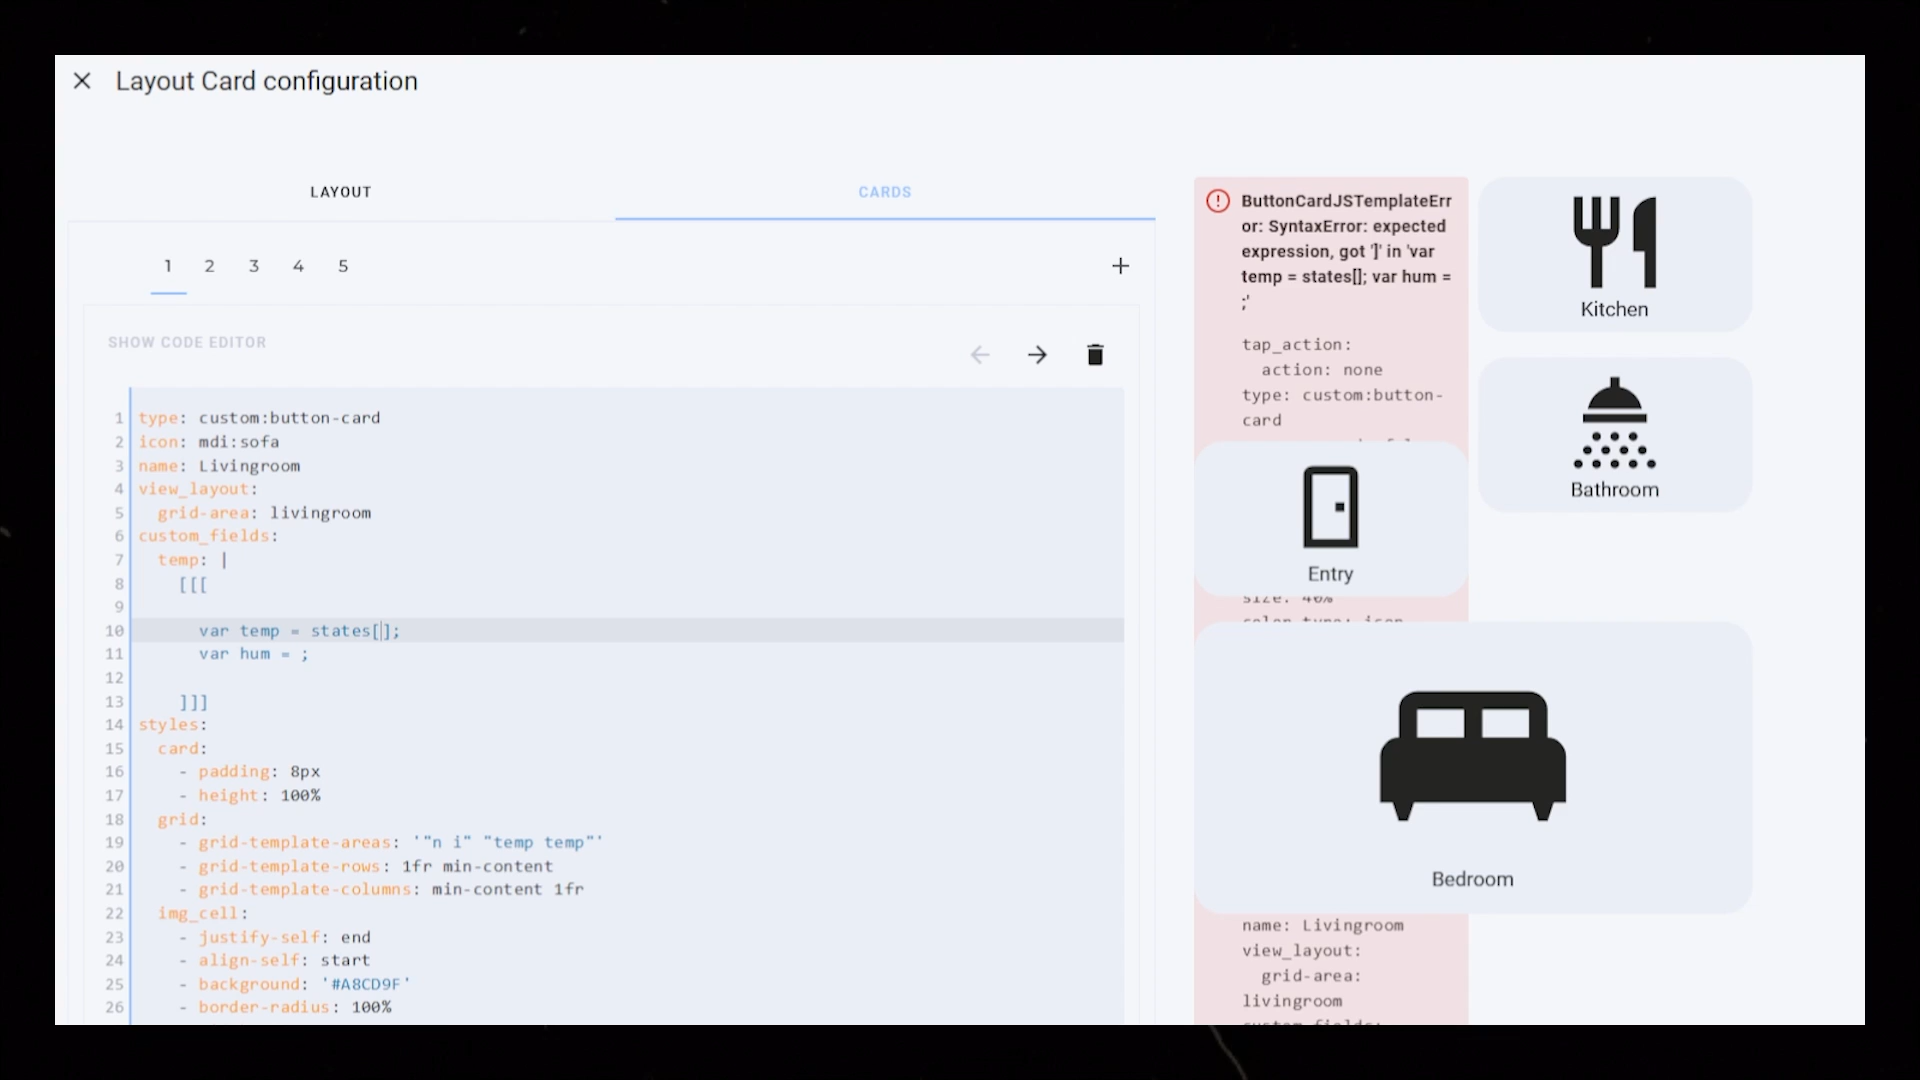 Layout Card configuration
LAYOUT
CARDS
1 2 3 4 5
SHOW CODE EDITOR
1 type: custom:button-card
2 icon: mdi:sofa
3 name: Livingroom
4 view_layout:
5 grid-area: livingroom
6 custom_fields:
7 temp: |
8 [[[
9
10 var temp = states[];
11 var hum = ;
12
13 ]]]
14 styles:
15 card:
16 - padding: 8px
17 - height: 100%
18 grid:
19 - grid-template-areas: '"n i" "temp temp"'
20 - grid-template-rows: 1fr min-content
21 - grid-template-columns: min-content 1fr
22 img_cell:
23 - justify-self: end
24 - align-self: start
25 - background: '#A8CD9F'
26 - border-radius: 100%
ButtonCardJSTemplateErr
or: SyntaxError: expected
expression, got ']' in 'var
temp = states[]; var hum =
;'
tap_action:
action: none
type: custom:button-
card
Entry
size: 40%
color_type: icon
Bedroom
name: Livingroom
view_layout:
grid-area:
livingroom
custom_fields:
Kitchen
Bathroom